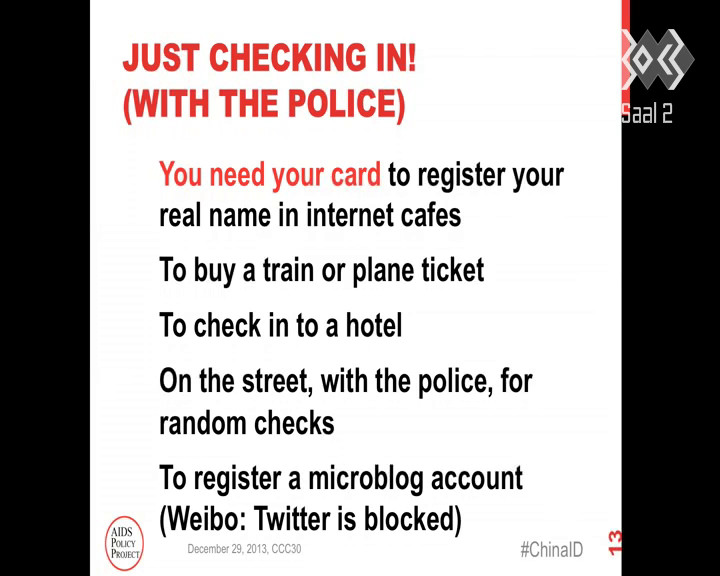 JUST CHECKING IN!
(WITH THE POLICE)
Saal 2
You need your card to register your
real name in internet cafes
To buy a train or plane ticket
To check in to a hotel
On the street, with the police, for
random checks
To register a microblog account
(Weibo: Twitter is blocked)
AIDS
POLICY
PROJECT
December 29, 2013, CCC30
#ChinaID
13